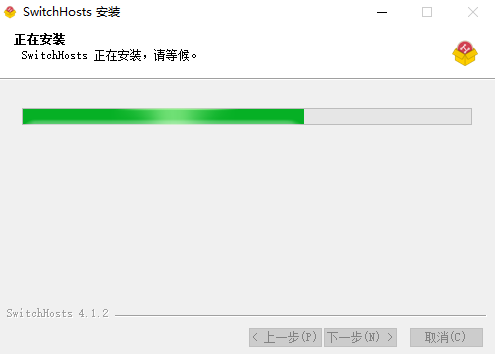 SwitchHosts 安装
正在安装
SwitchHosts 正在安装，请等候。
SwitchHosts 4.1.2
< 上一步(P) 下一步(N) > 取消(C)